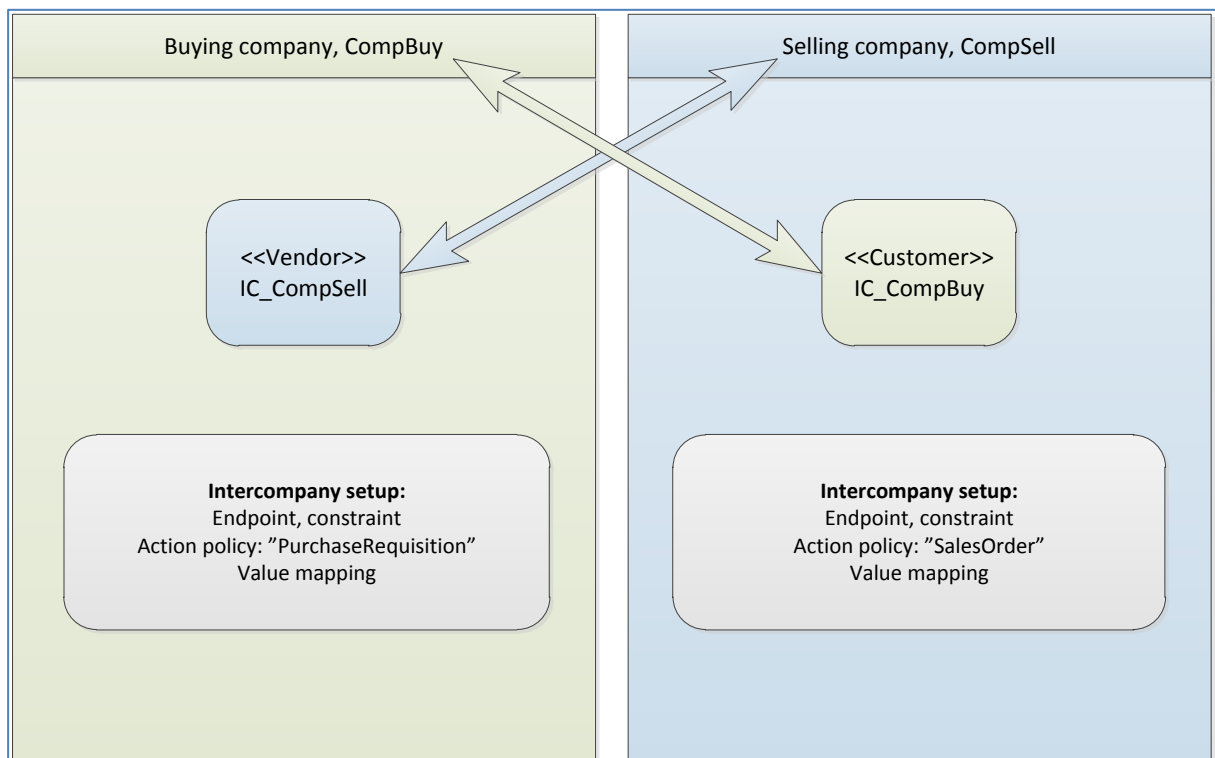 Buying company, CompBuy
Selling company, CompSell
<<Vendor>>
IC_CompSell
<<Customer>>
IC_CompBuy
Intercompany setup:
Endpoint, constraint
Action policy: ”PurchaseRequisition”
Value mapping
Intercompany setup:
Endpoint, constraint
Action policy: ”SalesOrder”
Value mapping